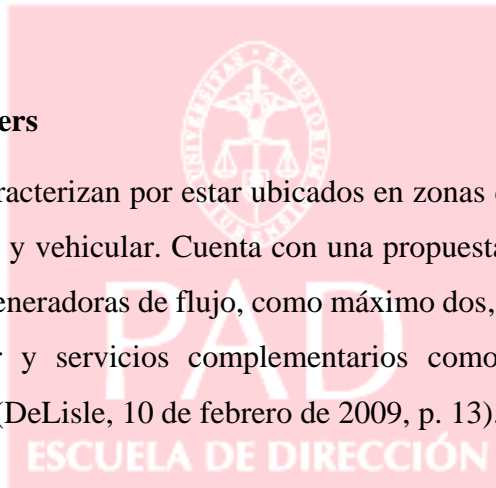 ers
racterizan por estar ubicados en zonas
y vehicular. Cuenta con una propuesta
eneradoras de flujo, como máximo dos,
y servicios complementarios como
(DeLisle, 10 de febrero de 2009, p. 13).
PAD
ESCUELA DE DIRECCIÓN